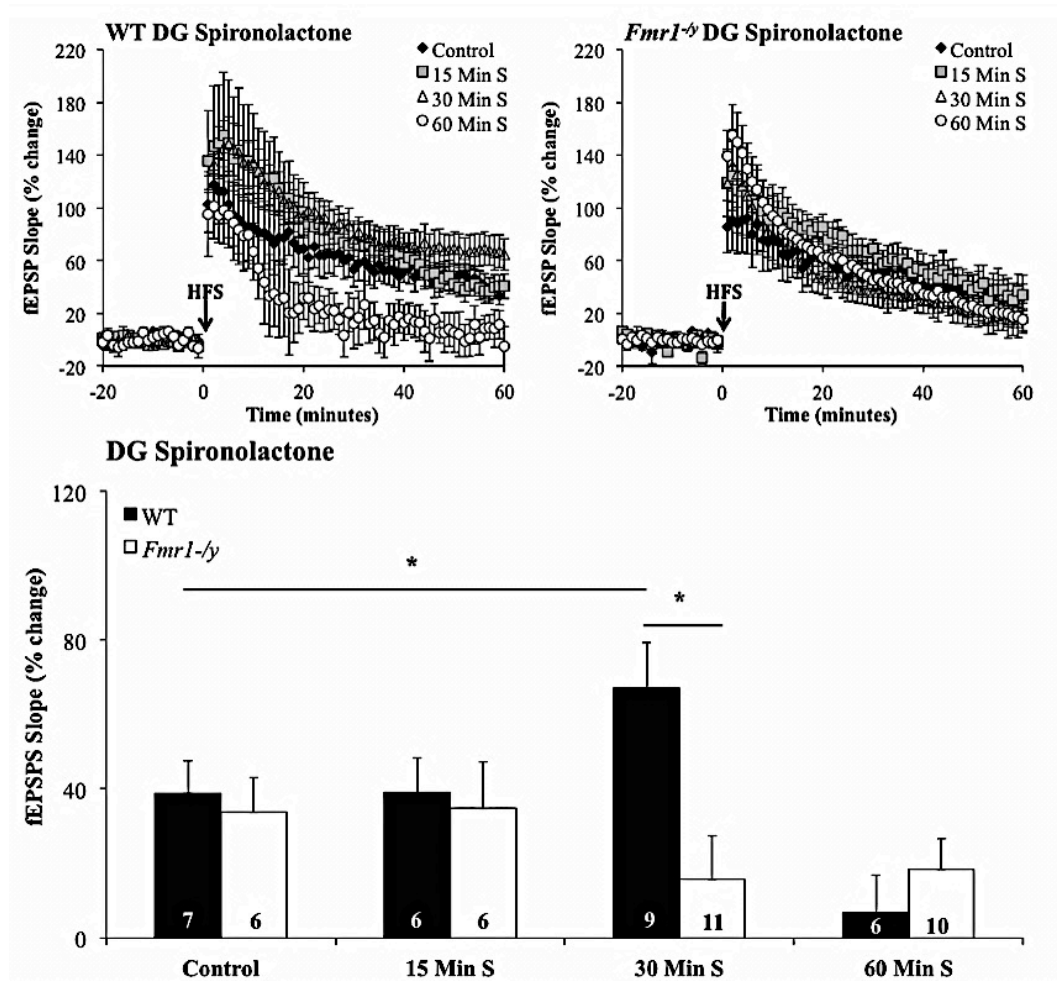 WT DG Spironolactone
220
180
140
100
60
20
-20
fEPSP Slope (% change)
Control
15 Min S
30 Min S
60 Min S
HFS
-20
0
20
40
60
Time (minutes)
Fmr1-/y DG Spironolactone
220
180
140
100
60
20
-20
fEPSP Slope (% change)
Control
15 Min S
30 Min S
60 Min S
HFS
-20
0
20
40
60
Time (minutes)
DG Spironolactone
120
80
40
0
fEPSPS Slope (% change)
WT
Fmr1-/y
*
*
7
6
6
6
9
11
6
10
Control
15 Min S
30 Min S
60 Min S